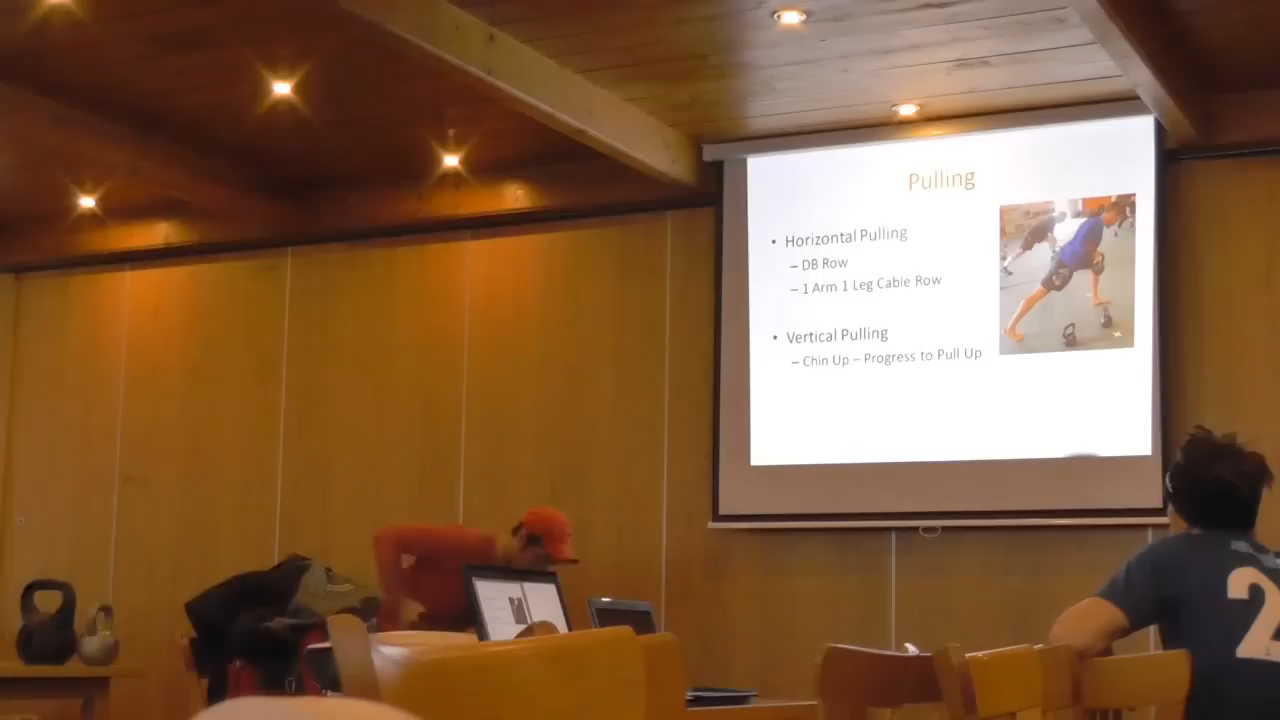 Pulling
• Horizontal Pulling
– DB Row
– 1 Arm 1 Leg Cable Row
• Vertical Pulling
– Chin Up – Progress to Pull Up
2